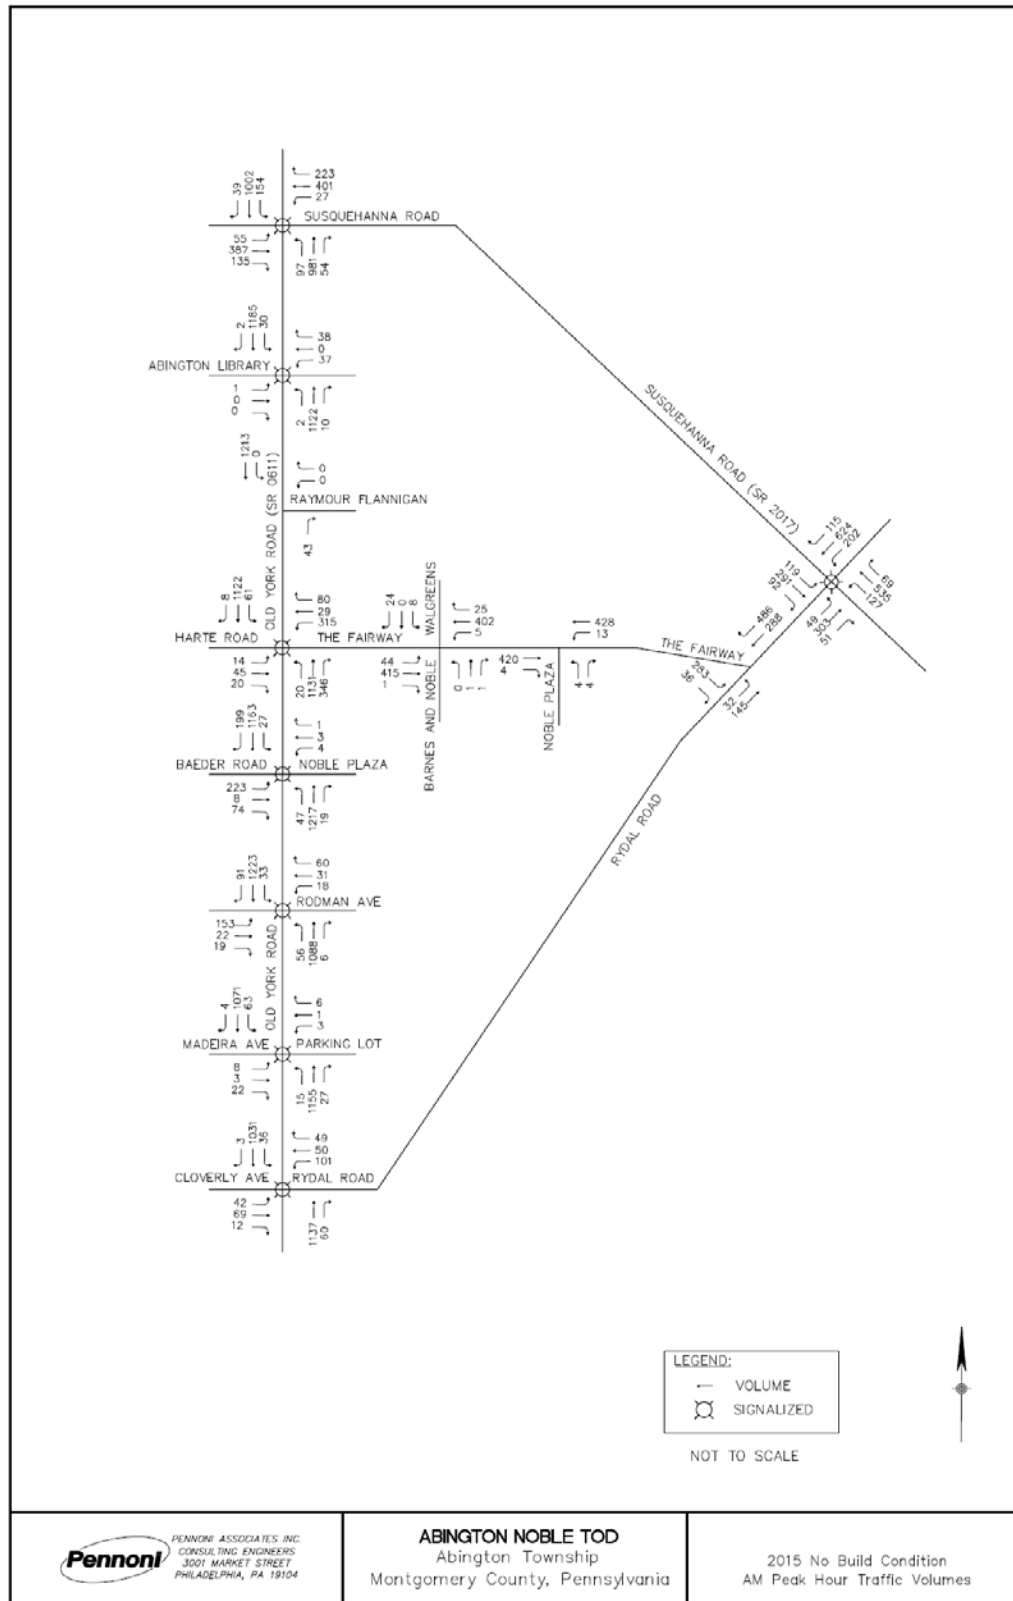 39 1002 154
223
401
27
SUSQUEHANNA ROAD
55
387
135
97 981 54
2 1185 30
38
0
37
ABINGTON LIBRARY
1
0
0
2 1122 10
1213 0
0
0
RAYMOUR FLANNIGAN
43
OLD YORK ROAD (SR 0611)
SUSQUEHANNA ROAD (SR 2017)
115
624
202
119
291
92
69
535
127
49
303
51
8 1122 61
80
29
315
HARTE ROAD
THE FAIRWAY
14
45
20
20 1131 346
24 0 8
WALGREENS
25
402
5
44
415
1
BARNES AND NOBLE
0 1 1
428
13
420
4
NOBLE PLAZA
4 4
THE FAIRWAY
486
288
283
36
32
145
RYDAL ROAD
199 1163 27
1
3
4
BAEDER ROAD
NOBLE PLAZA
223
8
74
47 1217 19
91 1223 33
60
31
18
RODMAN AVE
153
22
19
56 1088 6
OLD YORK ROAD
4 1071 63
6
1
3
MADEIRA AVE
PARKING LOT
8
3
22
15 1155 27
3 1031 36
49
50
101
CLOVERLY AVE
RYDAL ROAD
42
69
12
1137 60
LEGEND:
VOLUME
SIGNALIZED
NOT TO SCALE
Pennoni
PENNONI ASSOCIATES INC.
CONSULTING ENGINEERS
3001 MARKET STREET
PHILADELPHIA, PA 19104
ABINGTON NOBLE TOD
Abington Township
Montgomery County, Pennsylvania
2015 No Build Condition
AM Peak Hour Traffic Volumes